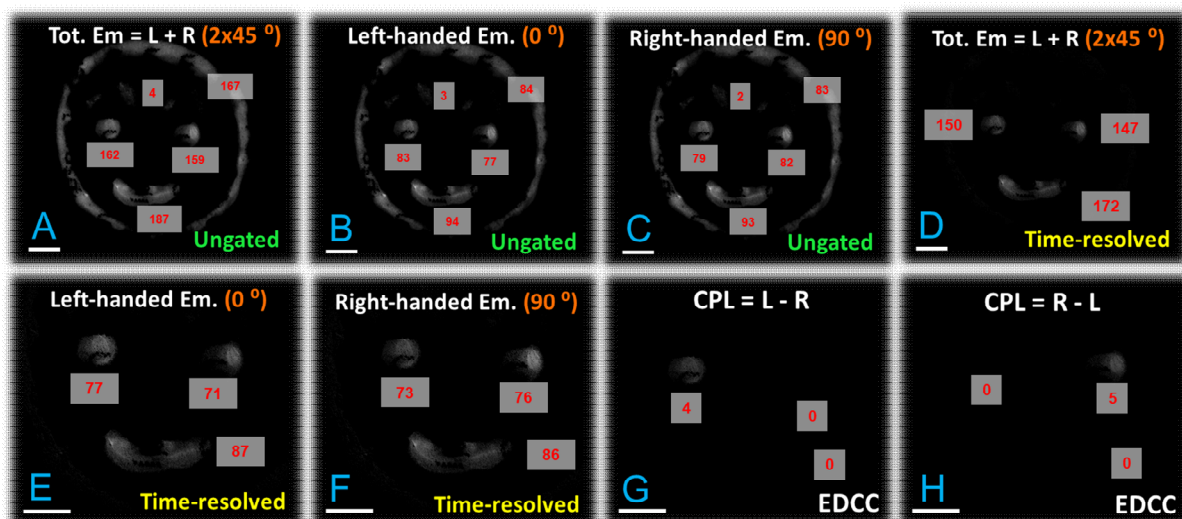 Tot. Em = L + R (2x45 º)
4
167
162
159
187
A
Ungated
Left-handed Em. (0 º)
3
84
83
77
94
B
Ungated
Right-handed Em. (90 º)
2
83
79
82
93
C
Ungated
Tot. Em = L + R (2x45 º)
150
147
172
D
Time-resolved
Left-handed Em. (0 º)
77
71
87
E
Time-resolved
Right-handed Em. (90 º)
73
76
86
F
Time-resolved
CPL = L - R
4
0
0
G
EDCC
CPL = R - L
0
5
0
H
EDCC